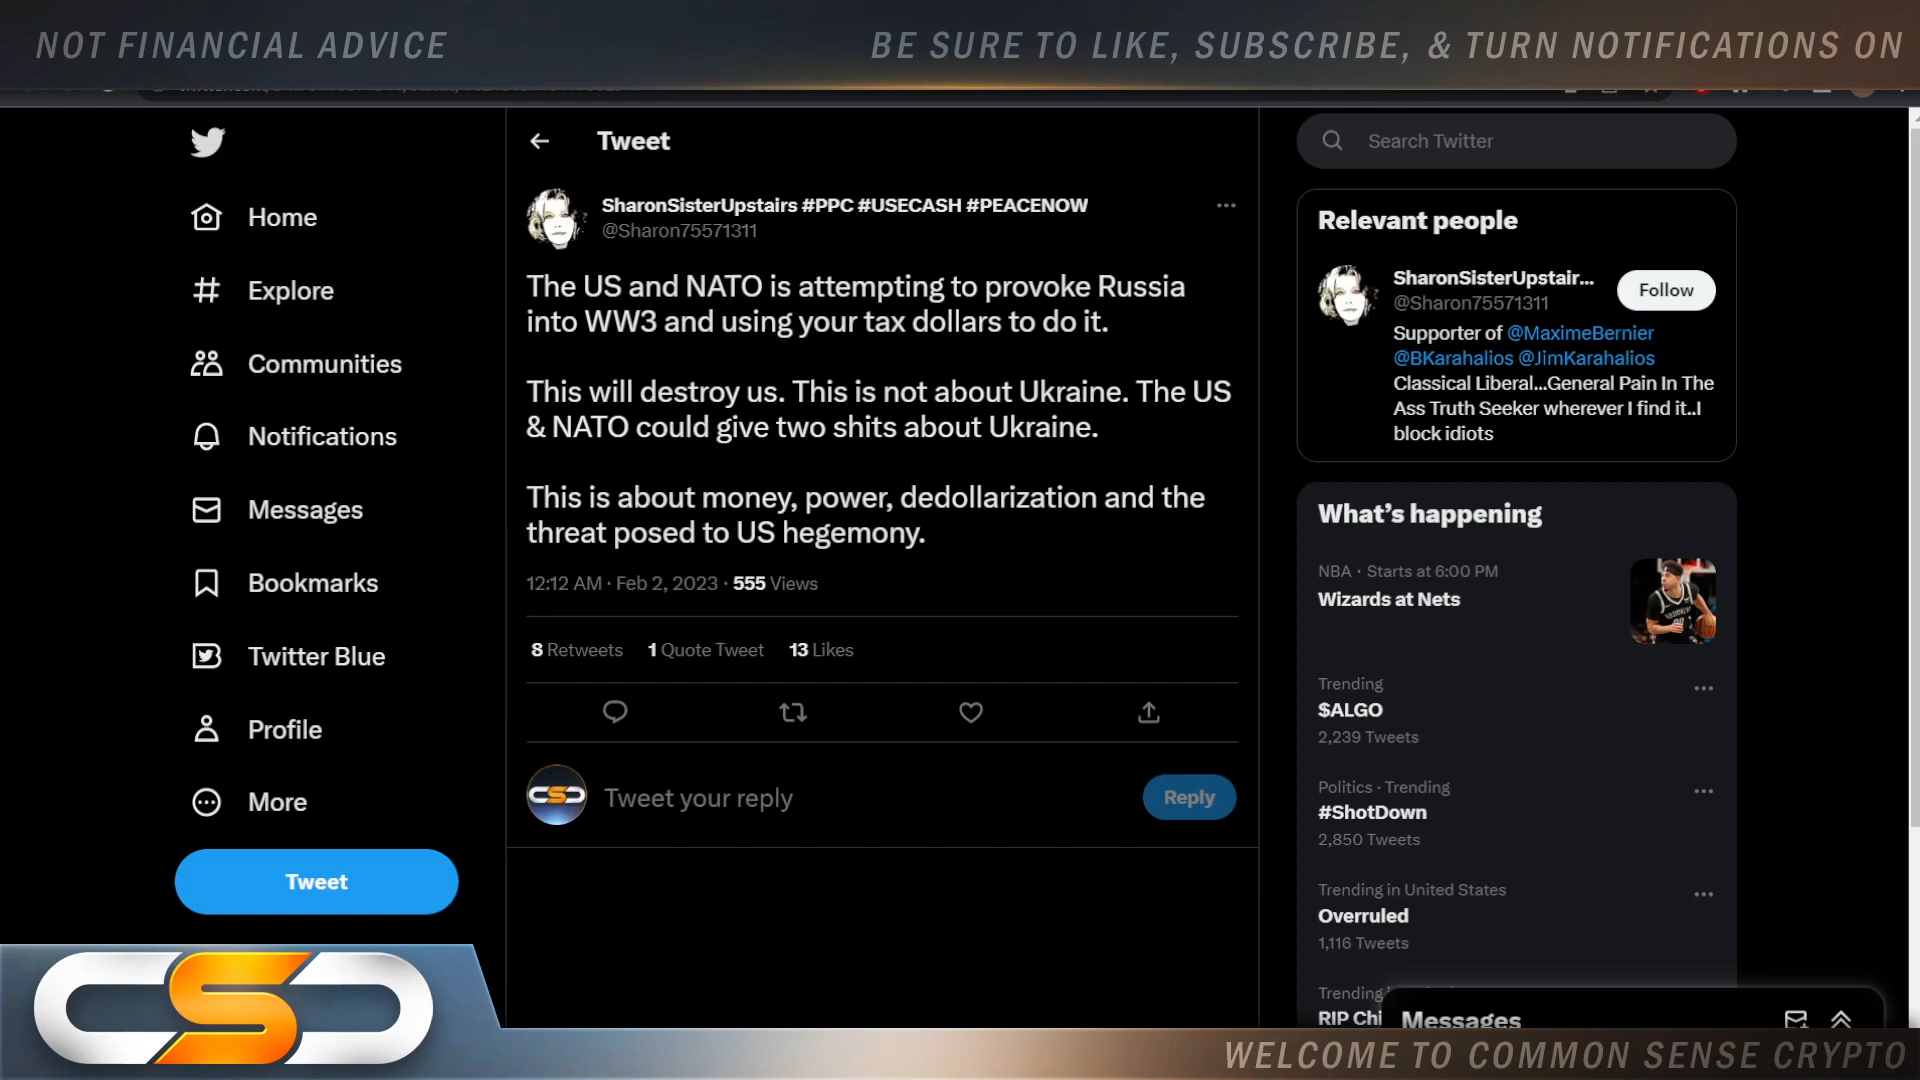 NOT FINANCIAL ADVICE
BE SURE TO LIKE, SUBSCRIBE, & TURN NOTIFICATIONS ON
Home
Explore
Communities
Notifications
Messages
Bookmarks
Twitter Blue
Profile
More
Tweet
Tweet
SharonSisterUpstairs #PPC #USECASH #PEACENOW
@Sharon75571311
The US and NATO is attempting to provoke Russia
into WW3 and using your tax dollars to do it.
This will destroy us. This is not about Ukraine. The US
& NATO could give two shits about Ukraine.
This is about money, power, dedollarization and the
threat posed to US hegemony.
12:12 AM · Feb 2, 2023 · 555 Views
8 Retweets 1 Quote Tweet 13 Likes
CSC
Tweet your reply
Reply
Search Twitter
Relevant people
SharonSisterUpstair...
@Sharon75571311
Follow
Supporter of @MaximeBernier
@BKarahalios @JimKarahalios
Classical Liberal...General Pain In The
Ass Truth Seeker wherever I find it..I
block idiots
What's happening
NBA · Starts at 6:00 PM
Wizards at Nets
Trending
$ALGO
2,239 Tweets
Politics · Trending
#ShotDown
2,850 Tweets
Trending in United States
Overruled
1,116 Tweets
Trending
RIP Chi
Messages
CSC
WELCOME TO COMMON SENSE CRYPTO